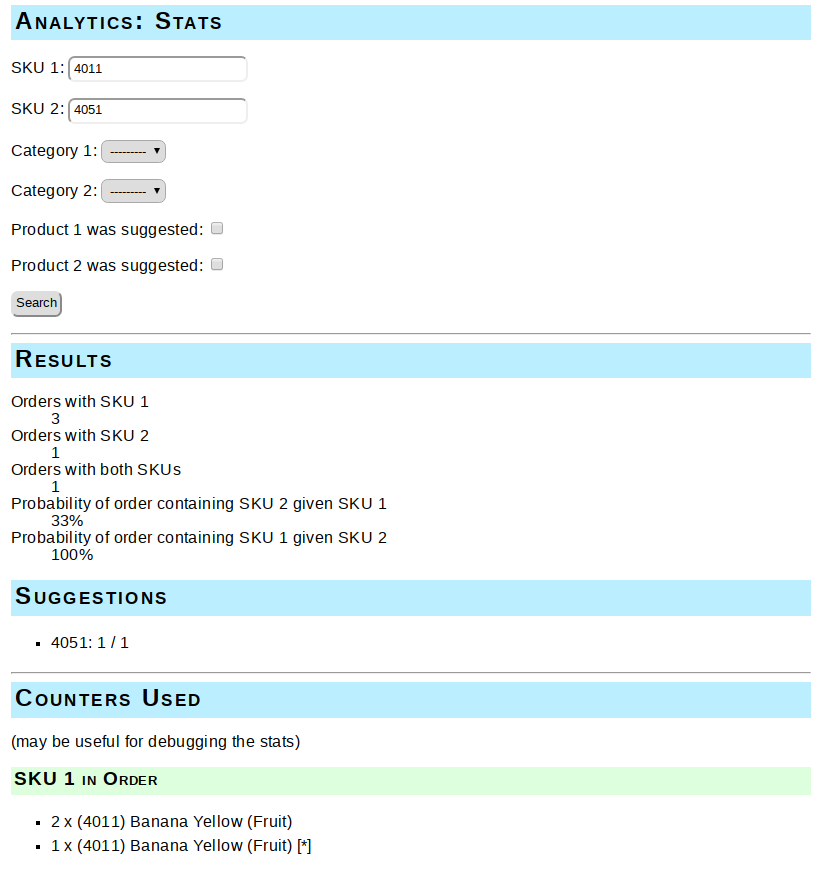 Analytics: Stats
SKU 1: 4011
SKU 2: 4051
Category 1: ---------
Category 2: ---------
Product 1 was suggested:
Product 2 was suggested:
Search
Results
Orders with SKU 1
3
Orders with SKU 2
1
Orders with both SKUs
1
Probability of order containing SKU 2 given SKU 1
33%
Probability of order containing SKU 1 given SKU 2
100%
Suggestions
4051: 1 / 1
Counters Used
(may be useful for debugging the stats)
SKU 1 in Order
2 x (4011) Banana Yellow (Fruit)
1 x (4011) Banana Yellow (Fruit) [*]